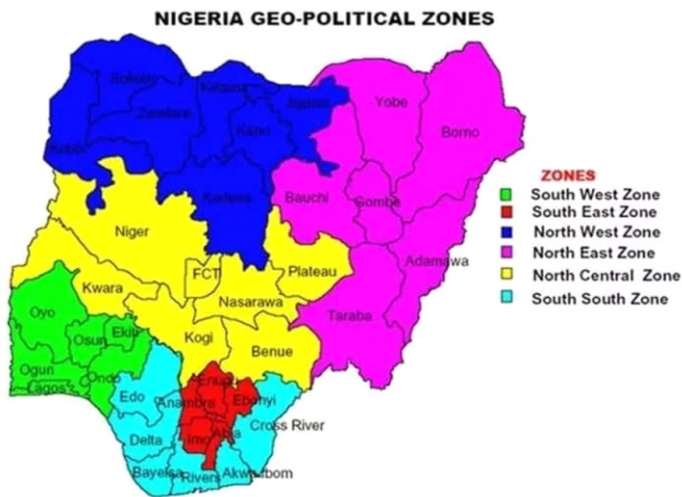 NIGERIA GEO-POLITICAL ZONES
Sokoto
Katsina
Jigawa
Yobe
Zamfara
Kano
Borno
Kebbi
Kaduna
Bauchi
Gombe
Niger
Adamawa
FCT
Plateau
Kwara
Nasarawa
Taraba
Oyo
Kogi
Osun
Ekiti
Benue
Ogun
Ondo
Lagos
Enugu
Edo
Anambra
Ebonyi
Cross River
Delta
Imo
Abia
Bayelsa
Rivers
ZONES
South West Zone
South East Zone
North West Zone
North East Zone
North Central Zone
South South Zone